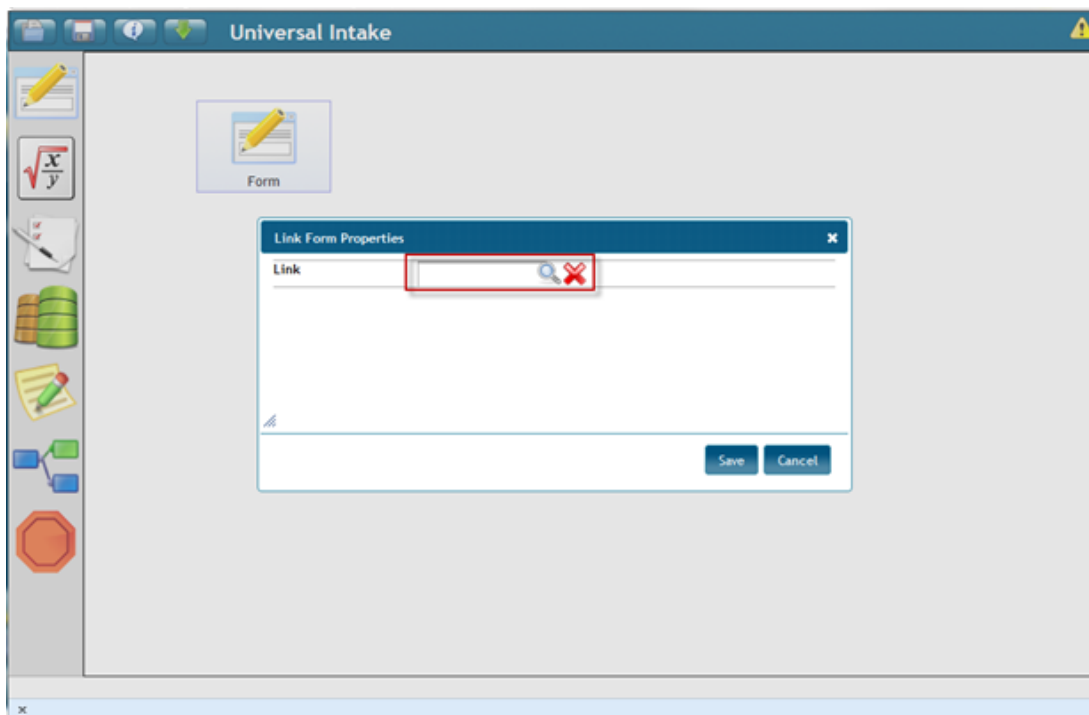 Universal Intake
x
y
Form
Link Form Properties
Link
Save
Cancel